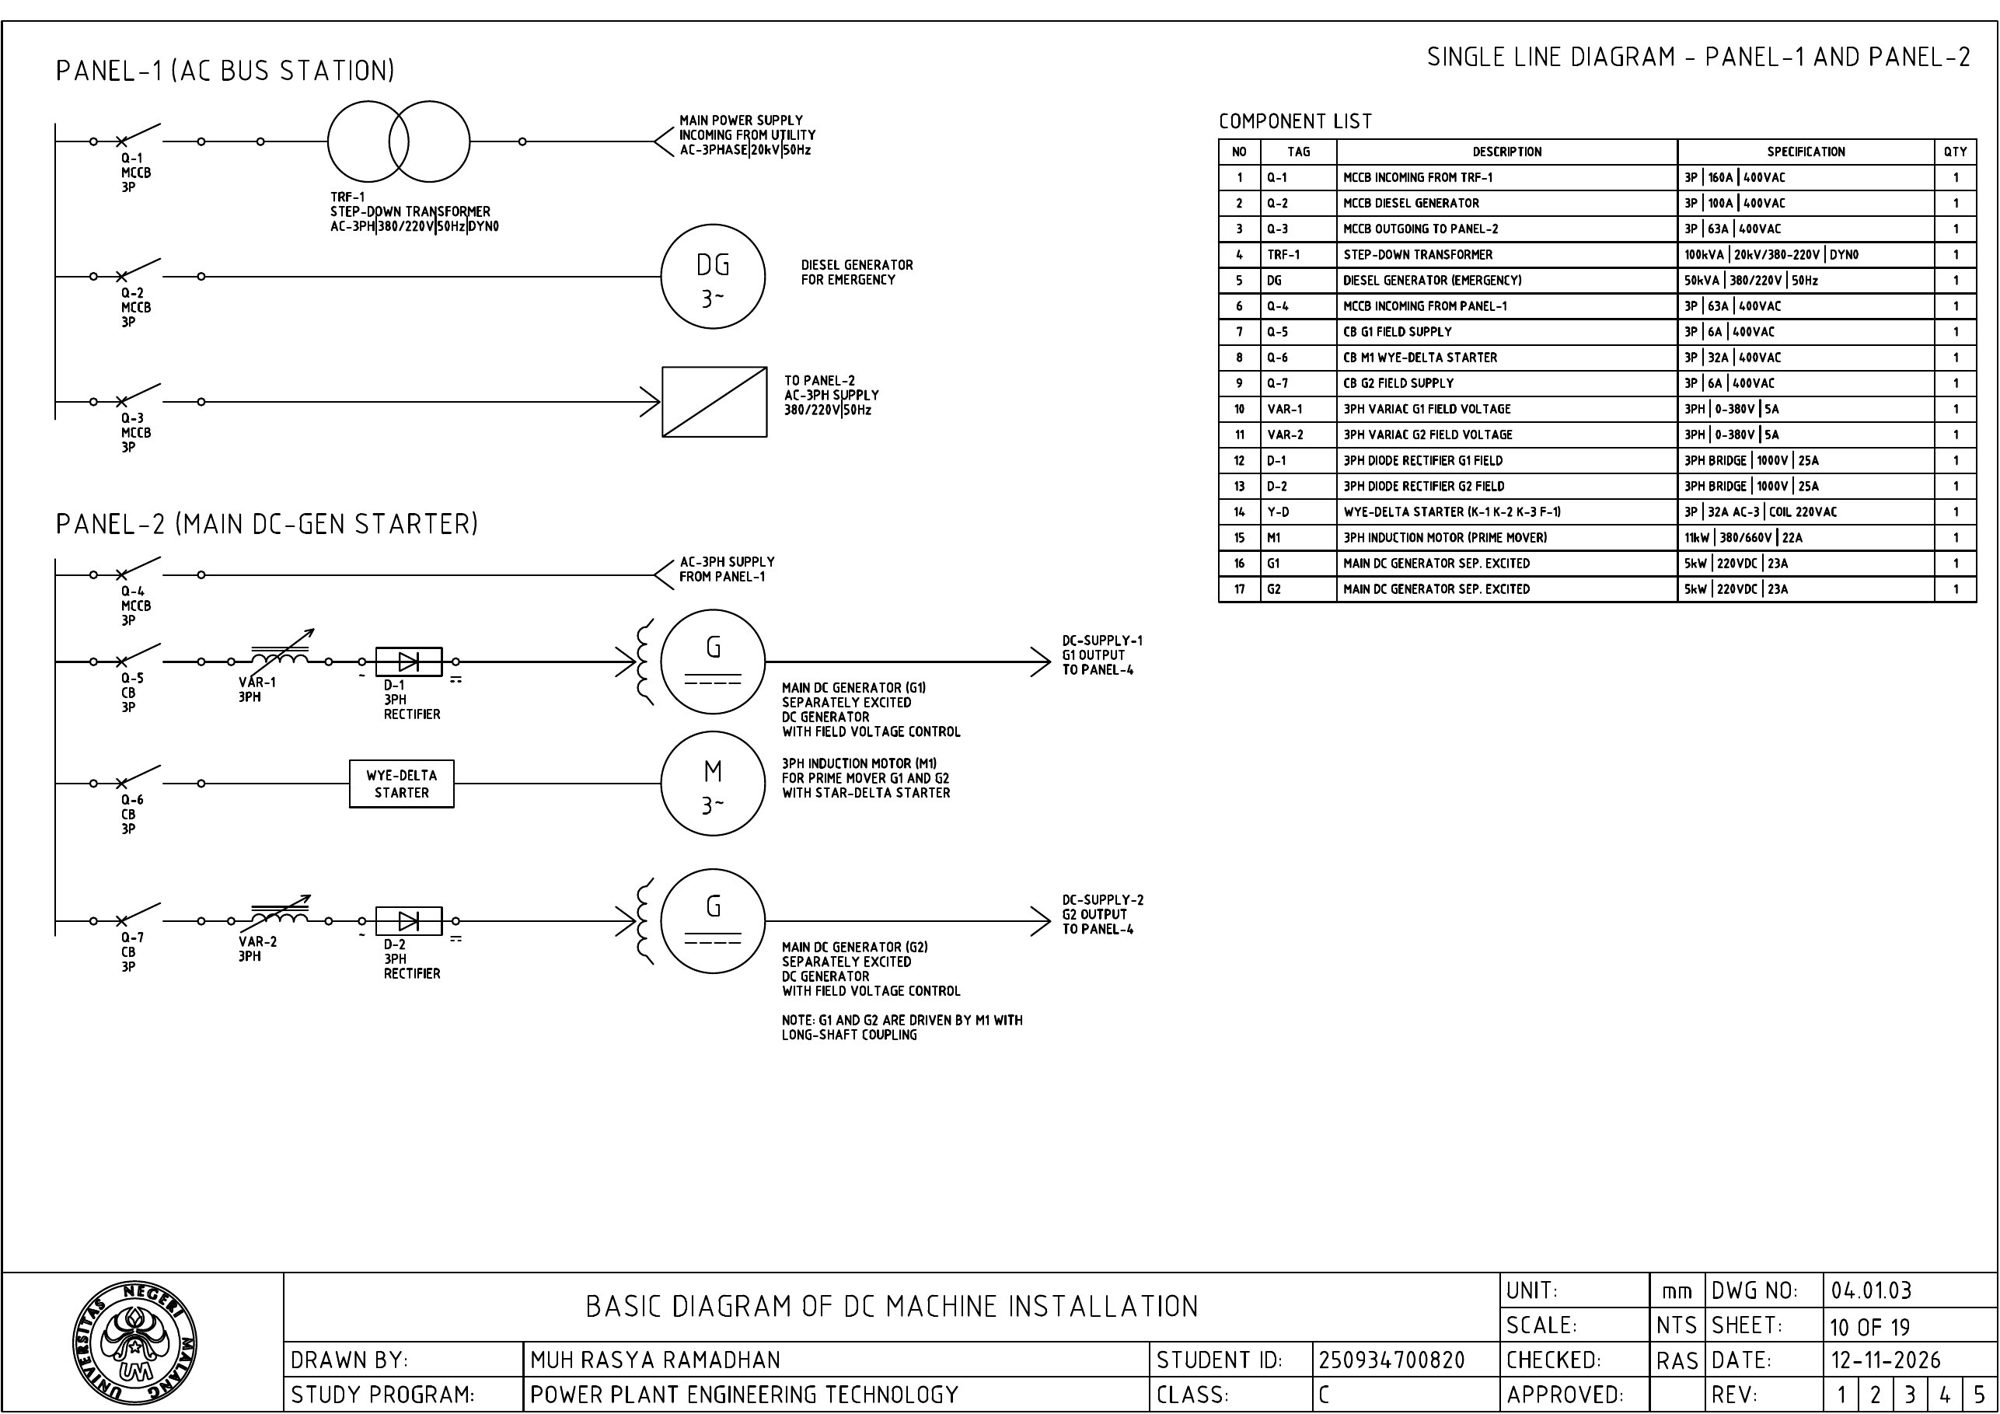 SINGLE LINE DIAGRAM - PANEL-1 AND PANEL-2
PANEL-1 (AC BUS STATION)
Q-1
MCCB
3P
TRF-1
STEP-DOWN TRANSFORMER
AC-3PH|380/220V|50Hz|DYN0
MAIN POWER SUPPLY
INCOMING FROM UTILITY
AC-3PHASE|20kV|50Hz
Q-2
MCCB
3P
DG
3~
DIESEL GENERATOR
FOR EMERGENCY
Q-3
MCCB
3P
TO PANEL-2
AC-3PH SUPPLY
380/220V|50Hz
PANEL-2 (MAIN DC-GEN STARTER)
Q-4
MCCB
3P
AC-3PH SUPPLY
FROM PANEL-1
Q-5
CB
3P
VAR-1
3PH
~
D-1
3PH
RECTIFIER
G
MAIN DC GENERATOR (G1)
SEPARATELY EXCITED
DC GENERATOR
WITH FIELD VOLTAGE CONTROL
DC-SUPPLY-1
G1 OUTPUT
TO PANEL-4
Q-6
CB
3P
WYE-DELTA
STARTER
M
3~
3PH INDUCTION MOTOR (M1)
FOR PRIME MOVER G1 AND G2
WITH STAR-DELTA STARTER
Q-7
CB
3P
VAR-2
3PH
~
D-2
3PH
RECTIFIER
G
MAIN DC GENERATOR (G2)
SEPARATELY EXCITED
DC GENERATOR
WITH FIELD VOLTAGE CONTROL
DC-SUPPLY-2
G2 OUTPUT
TO PANEL-4
NOTE: G1 AND G2 ARE DRIVEN BY M1 WITH
LONG-SHAFT COUPLING
COMPONENT LIST
NO TAG DESCRIPTION SPECIFICATION QTY
1 Q-1 MCCB INCOMING FROM TRF-1 3P | 160A | 400VAC 1
2 Q-2 MCCB DIESEL GENERATOR 3P | 100A | 400VAC 1
3 Q-3 MCCB OUTGOING TO PANEL-2 3P | 63A | 400VAC 1
4 TRF-1 STEP-DOWN TRANSFORMER 100kVA | 20kV/380-220V | DYN0 1
5 DG DIESEL GENERATOR (EMERGENCY) 50kVA | 380/220V | 50Hz 1
6 Q-4 MCCB INCOMING FROM PANEL-1 3P | 63A | 400VAC 1
7 Q-5 CB G1 FIELD SUPPLY 3P | 6A | 400VAC 1
8 Q-6 CB M1 WYE-DELTA STARTER 3P | 32A | 400VAC 1
9 Q-7 CB G2 FIELD SUPPLY 3P | 6A | 400VAC 1
10 VAR-1 3PH VARIAC G1 FIELD VOLTAGE 3PH | 0-380V | 5A 1
11 VAR-2 3PH VARIAC G2 FIELD VOLTAGE 3PH | 0-380V | 5A 1
12 D-1 3PH DIODE RECTIFIER G1 FIELD 3PH BRIDGE | 1000V | 25A 1
13 D-2 3PH DIODE RECTIFIER G2 FIELD 3PH BRIDGE | 1000V | 25A 1
14 Y-D WYE-DELTA STARTER (K-1 K-2 K-3 F-1) 3P | 32A AC-3 | COIL 220VAC 1
15 M1 3PH INDUCTION MOTOR (PRIME MOVER) 11kW | 380/660V | 22A 1
16 G1 MAIN DC GENERATOR SEP. EXCITED 5kW | 220VDC | 23A 1
17 G2 MAIN DC GENERATOR SEP. EXCITED 5kW | 220VDC | 23A 1
UNIVERSITAS NEGERI MALANG
UM
BASIC DIAGRAM OF DC MACHINE INSTALLATION
DRAWN BY: MUH RASYA RAMADHAN STUDENT ID: 250934700820
STUDY PROGRAM: POWER PLANT ENGINEERING TECHNOLOGY CLASS: C
UNIT: mm DWG NO: 04.01.03
SCALE: NTS SHEET: 10 OF 19
CHECKED: RAS DATE: 12-11-2026
APPROVED: REV: 1 2 3 4 5